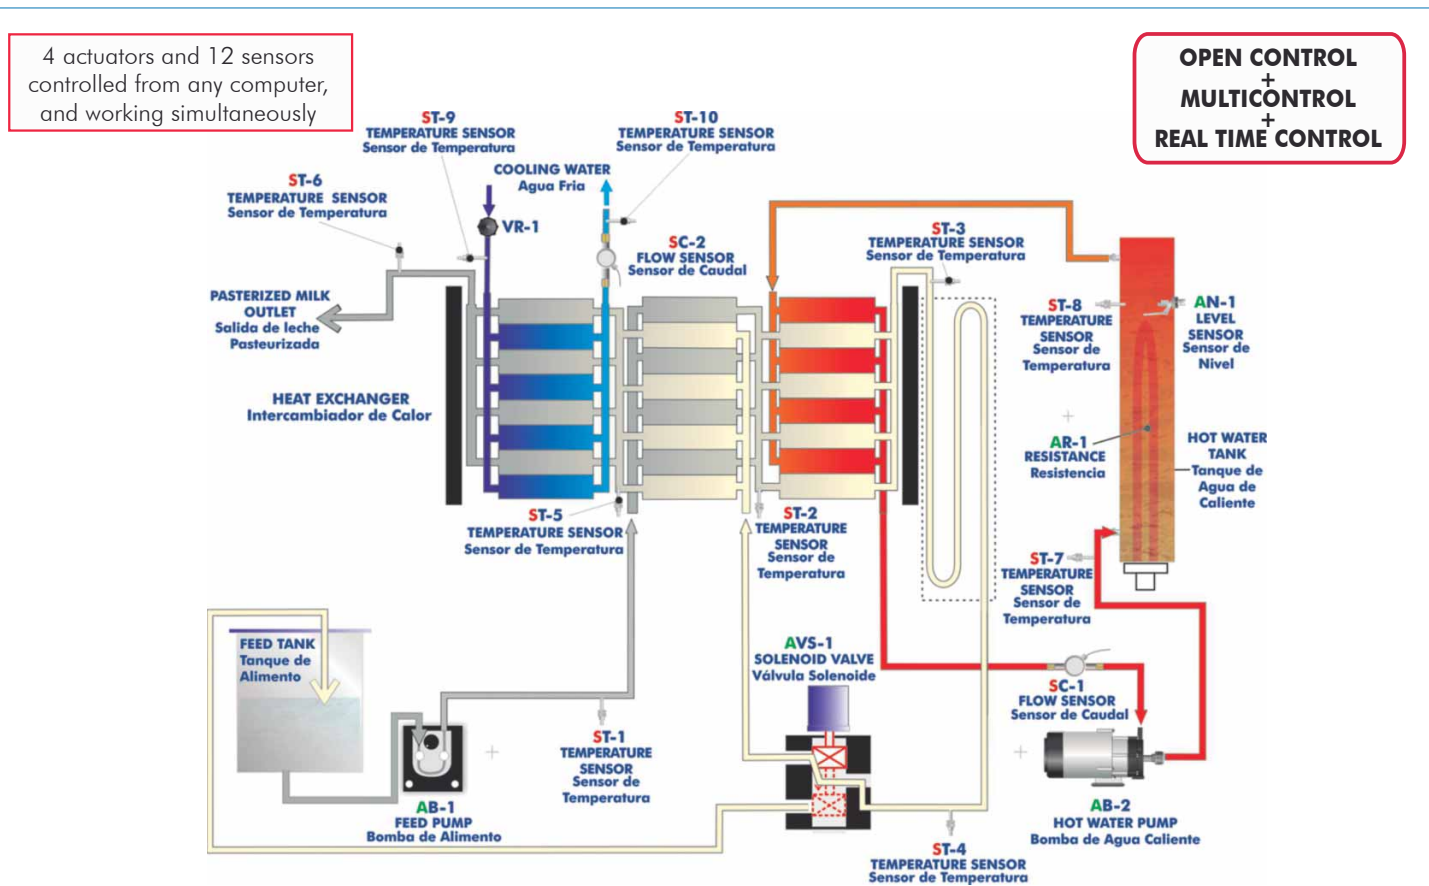 4 actuators and 12 sensors
controlled from any computer,
and working simultaneously
OPEN CONTROL
+
MULTICONTROL
+
REAL TIME CONTROL
ST-9
TEMPERATURE SENSOR
Sensor de Temperatura
ST-10
TEMPERATURE SENSOR
Sensor de Temperatura
COOLING WATER
Agua Fria
ST-6
TEMPERATURE SENSOR
Sensor de Temperatura
VR-1
SC-2
FLOW SENSOR
Sensor de Caudal
ST-3
TEMPERATURE SENSOR
Sensor de Temperatura
PASTERIZED MILK
OUTLET
Salida de leche
Pasteurizada
ST-8
TEMPERATURE
SENSOR
Sensor de
Temperatura
AN-1
LEVEL
SENSOR
Sensor de
Nivel
HEAT EXCHANGER
Intercambiador de Calor
AR-1
RESISTANCE
Resistencia
HOT WATER
TANK
Tanque de
Agua de
Caliente
ST-5
TEMPERATURE SENSOR
Sensor de Temperatura
ST-2
TEMPERATURE
SENSOR
Sensor de
Temperatura
ST-7
TEMPERATURE
SENSOR
Sensor de
Temperatura
FEED TANK
Tanque de
Alimento
AVS-1
SOLENOID VALVE
Válvula Solenoide
SC-1
FLOW SENSOR
Sensor de Caudal
ST-1
TEMPERATURE
SENSOR
Sensor de
Temperatura
AB-1
FEED PUMP
Bomba de Alimento
AB-2
HOT WATER PUMP
Bomba de Agua Caliente
ST-4
TEMPERATURE SENSOR
Sensor de Temperatura